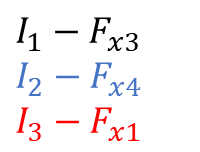 I₁ − Fₓ₃
I₂ − Fₓ₄
I₃ − Fₓ₁